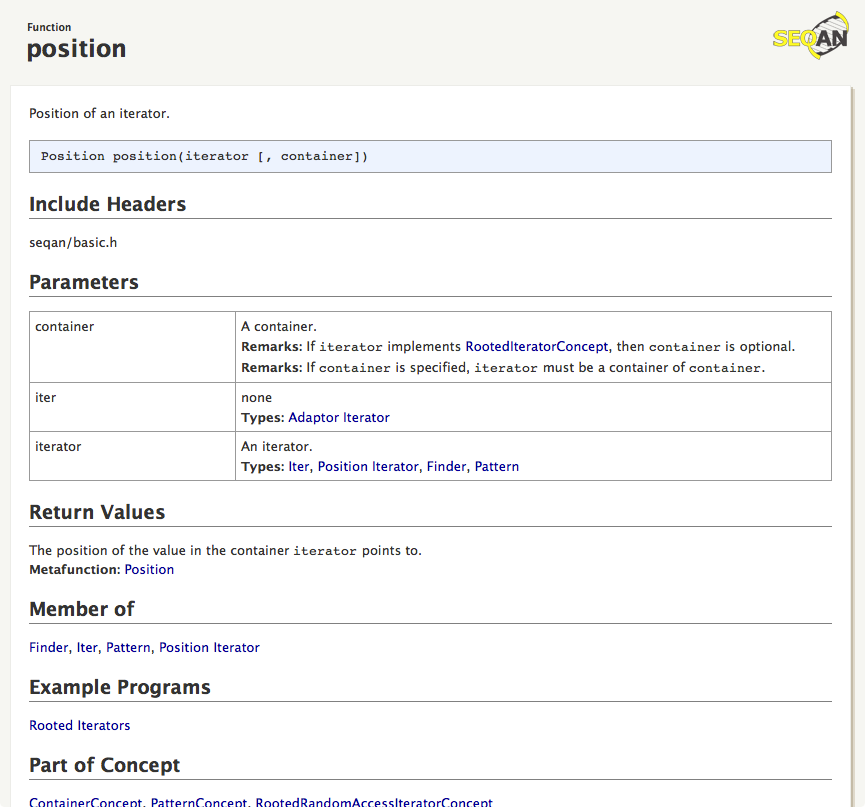 Function
position
SEQAN
Position of an iterator.
Position position(iterator [, container])
Include Headers
seqan/basic.h
Parameters
container
A container.
Remarks: If iterator implements RootedIteratorConcept, then container is optional.
Remarks: If container is specified, iterator must be a container of container.
iter
none
Types: Adaptor Iterator
iterator
An iterator.
Types: Iter, Position Iterator, Finder, Pattern
Return Values
The position of the value in the container iterator points to.
Metafunction: Position
Member of
Finder, Iter, Pattern, Position Iterator
Example Programs
Rooted Iterators
Part of Concept
ContainerConcept, PatternConcept, RootedRandomAccessIteratorConcept